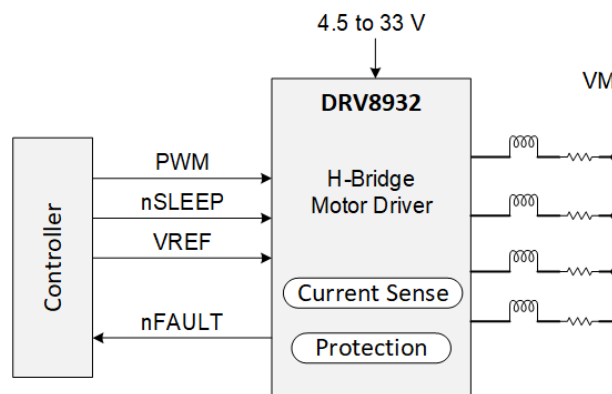 4.5 to 33 V
VM
DRV8932
H-Bridge
Motor Driver
Controller
PWM
nSLEEP
VREF
nFAULT
Current Sense
Protection